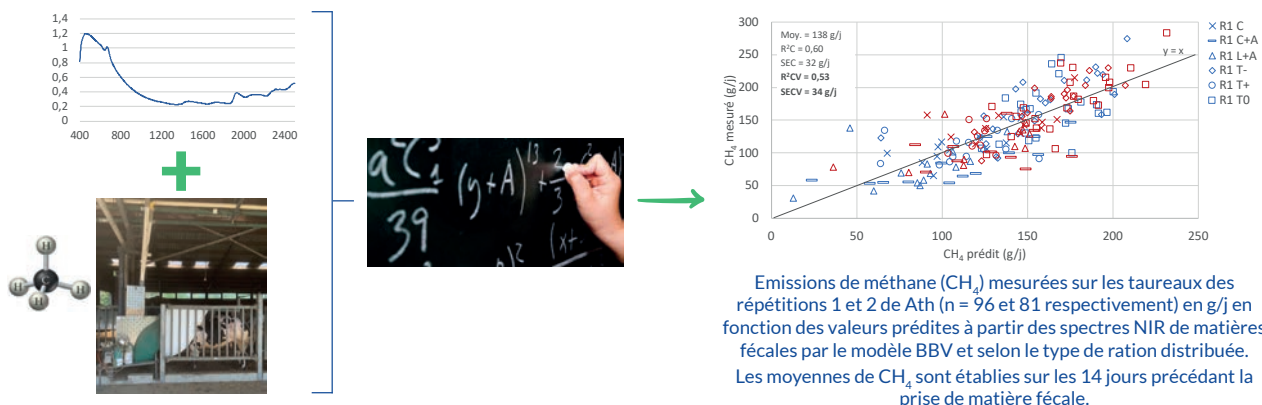 1,4
1,2
1
0,8
0,6
0,4
0,2
0
400 800 1200 1600 2000 2400
H
H
C
H
H
39
(y+A)
13
+
2
3
CH₄ mesuré (g/j)
300
250
200
150
100
50
0
0 50 100 150 200 250
CH₄ prédit (g/j)
Moy. = 138 g/j
R²C = 0,60
SEC = 32 g/j
R²CV = 0,53
SECV = 34 g/j
y = x
R1 C
R1 C+A
R1 L+A
R1 T-
R1 T+
R1 T0
Emissions de méthane (CH₄) mesurées sur les taureaux des
répétitions 1 et 2 de Ath (n = 96 et 81 respectivement) en g/j en
fonction des valeurs prédites à partir des spectres NIR de matières
fécales par le modèle BBV et selon le type de ration distribuée.
Les moyennes de CH₄ sont établies sur les 14 jours précédant la
prise de matière fécale.